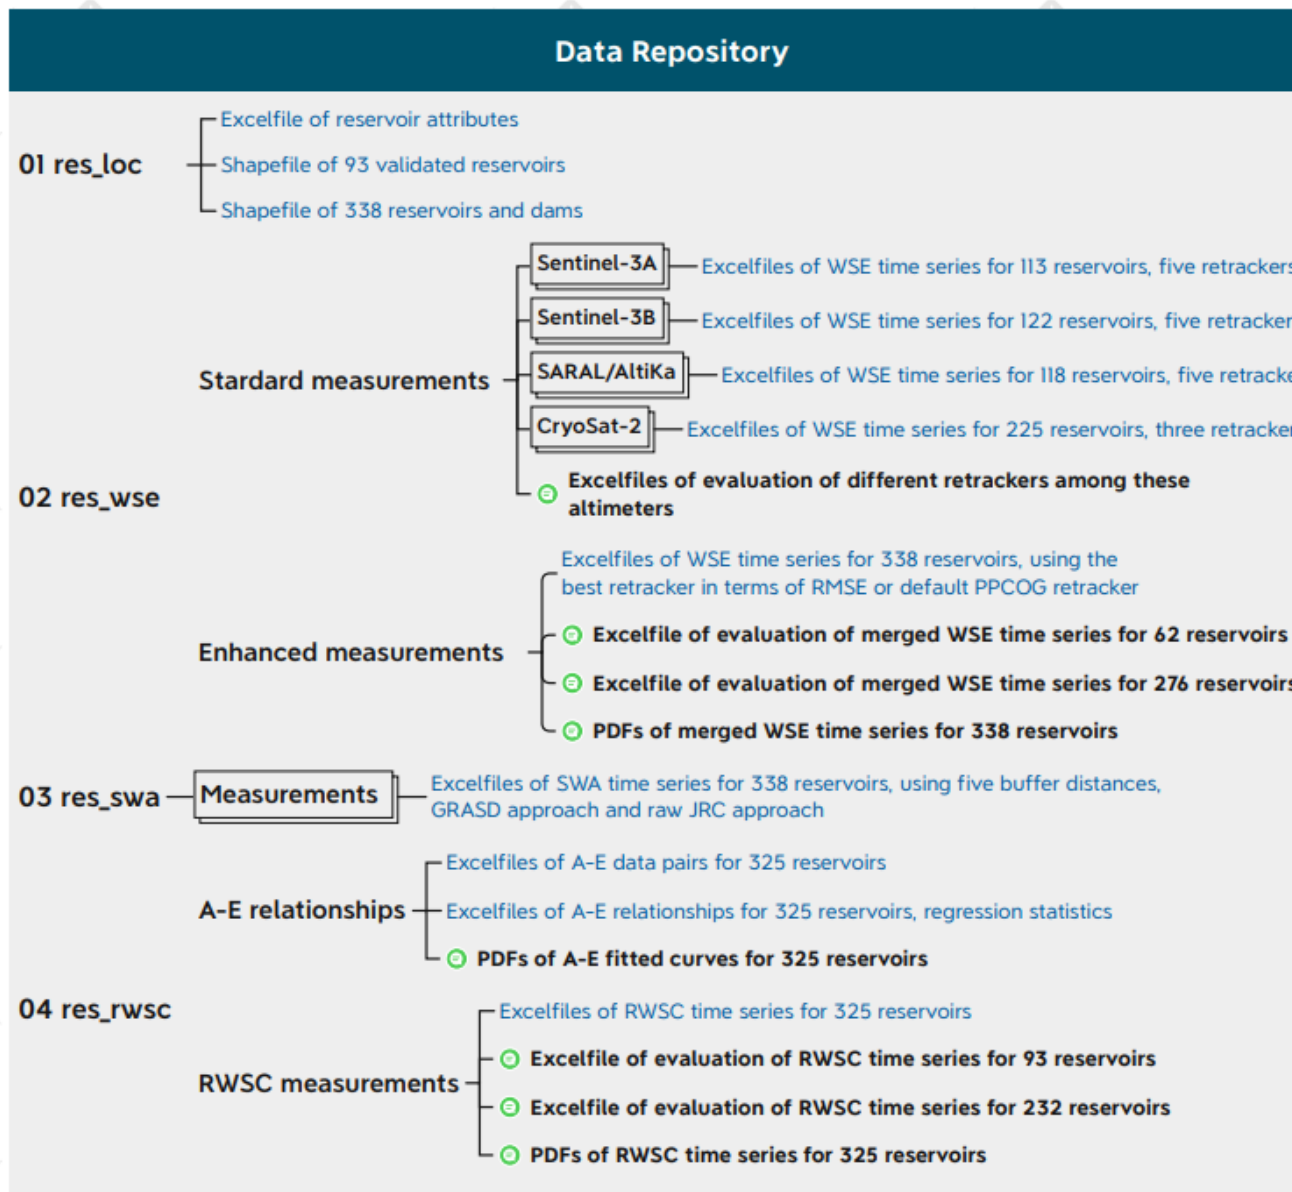 Data Repository
01 res_loc
Excelfile of reservoir attributes
Shapefile of 93 validated reservoirs
Shapefile of 338 reservoirs and dams
02 res_wse
Stardard measurements
Sentinel-3A
Excelfiles of WSE time series for 113 reservoirs, five retrackers
Sentinel-3B
Excelfiles of WSE time series for 122 reservoirs, five retracker
SARAL/AltiKa
Excelfiles of WSE time series for 118 reservoirs, five retracke
CryoSat-2
Excelfiles of WSE time series for 225 reservoirs, three retracker
Excelfiles of evaluation of different retrackers among these
altimeters
Enhanced measurements
Excelfiles of WSE time series for 338 reservoirs, using the
best retracker in terms of RMSE or default PPCOG retracker
Excelfile of evaluation of merged WSE time series for 62 reservoirs
Excelfile of evaluation of merged WSE time series for 276 reservoirs
PDFs of merged WSE time series for 338 reservoirs
03 res_swa
Measurements
Excelfiles of SWA time series for 338 reservoirs, using five buffer distances,
GRASD approach and raw JRC approach
04 res_rwsc
A-E relationships
Excelfiles of A-E data pairs for 325 reservoirs
Excelfiles of A-E relationships for 325 reservoirs, regression statistics
PDFs of A-E fitted curves for 325 reservoirs
RWSC measurements
Excelfiles of RWSC time series for 325 reservoirs
Excelfile of evaluation of RWSC time series for 93 reservoirs
Excelfile of evaluation of RWSC time series for 232 reservoirs
PDFs of RWSC time series for 325 reservoirs